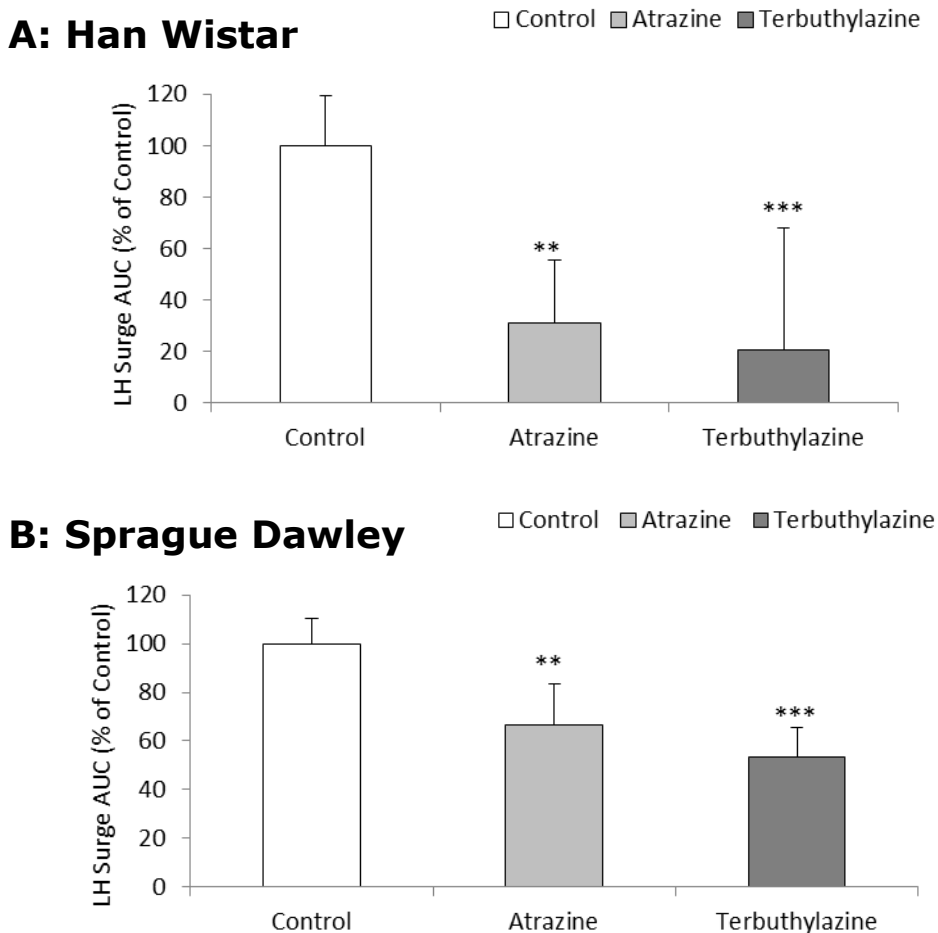 A: Han Wistar
Control Atrazine Terbuthylazine
LH Surge AUC (% of Control)
120
100
80
60
40
20
0
**
***
Control Atrazine Terbuthylazine
B: Sprague Dawley
Control Atrazine Terbuthylazine
LH Surge AUC (% of Control)
120
100
80
60
40
20
0
**
***
Control Atrazine Terbuthylazine